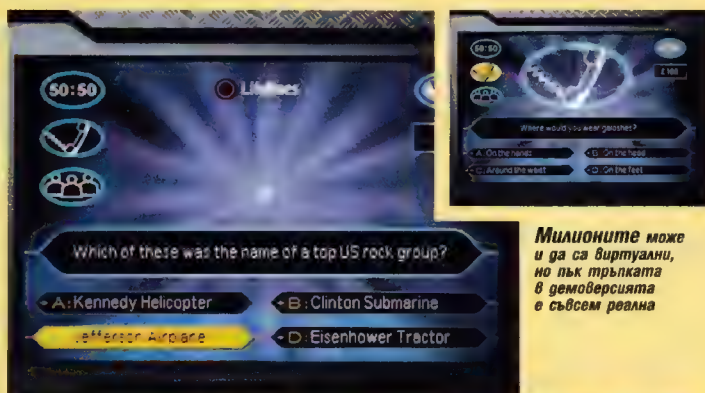 50:50
Lifelines
Which of these was the name of a top US rock group?
A: Kennedy Helicopter
B: Clinton Submarine
Jefferson Airplane
D: Eisenhower Tractor
50:50
£ 100
Where would you wear galoshes?
A: On the hands
B: On the head
C: Around the waist
D: On the feet
Милионите може
и да са виртуални,
но пък тръпката
в демоверсията
е съвсем реална